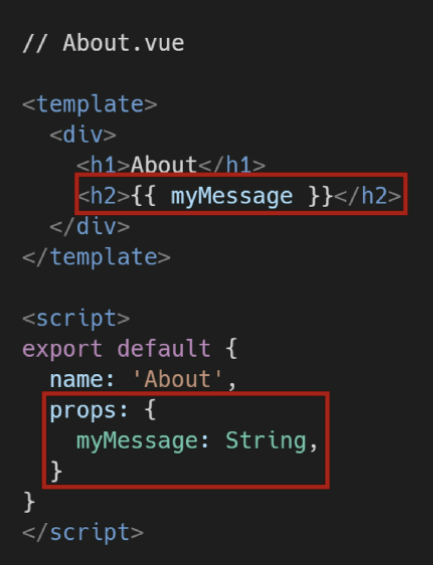 // About.vue
<template>
  <div>
    <h1>About</h1>
    <h2>{{ myMessage }}</h2>
  </div>
</template>
<script>
export default {
  name: 'About',
  props: {
    myMessage: String,
  }
}
</script>